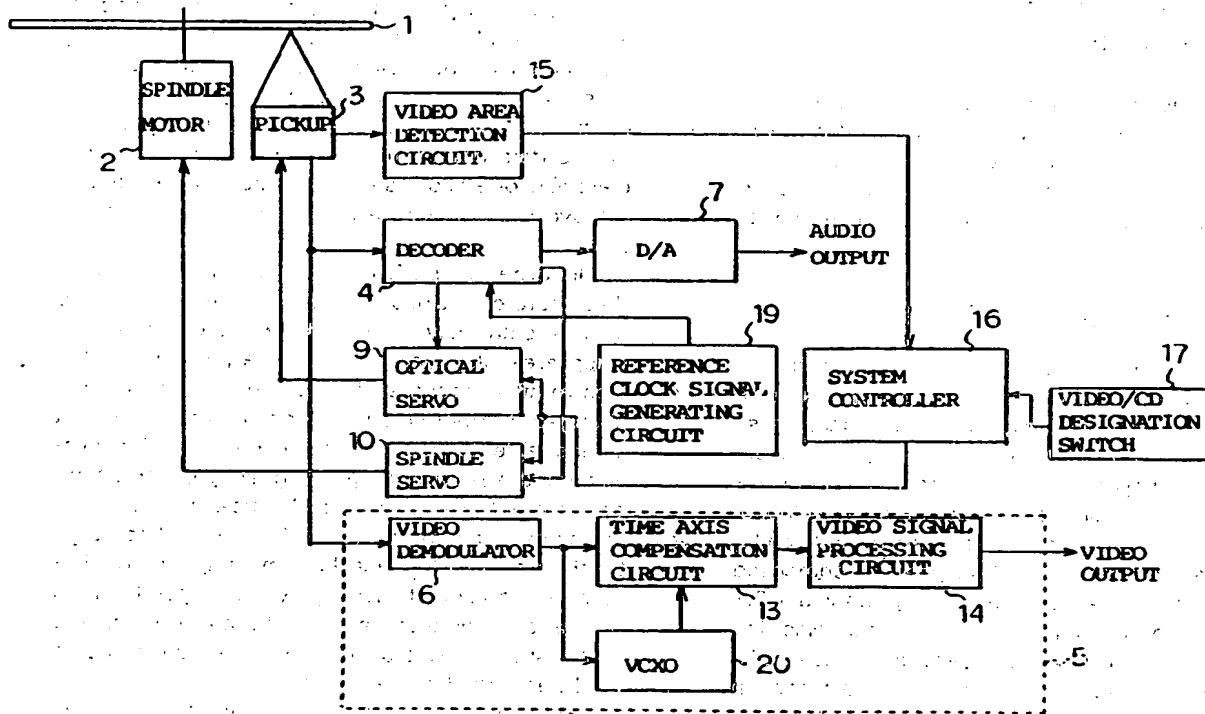 1
SPINDLE
MOTOR
2
3
PICKUP
15
VIDEO AREA
DETECTION
CIRCUIT
7
DECODER
4
D/A
AUDIO
OUTPUT
9
OPTICAL
SERVO
19
REFERENCE
CLOCK SIGNAL
GENERATING
CIRCUIT
16
SYSTEM
CONTROLLER
17
VIDEO/CD
DESIGNATION
SWITCH
10
SPINDLE
SERVO
VIDEO
DEMODULATOR
6
TIME AXIS
COMPENSATION
CIRCUIT
13
VIDEO SIGNAL
PROCESSING
CIRCUIT
14
VIDEO
OUTPUT
VCXO
20
5